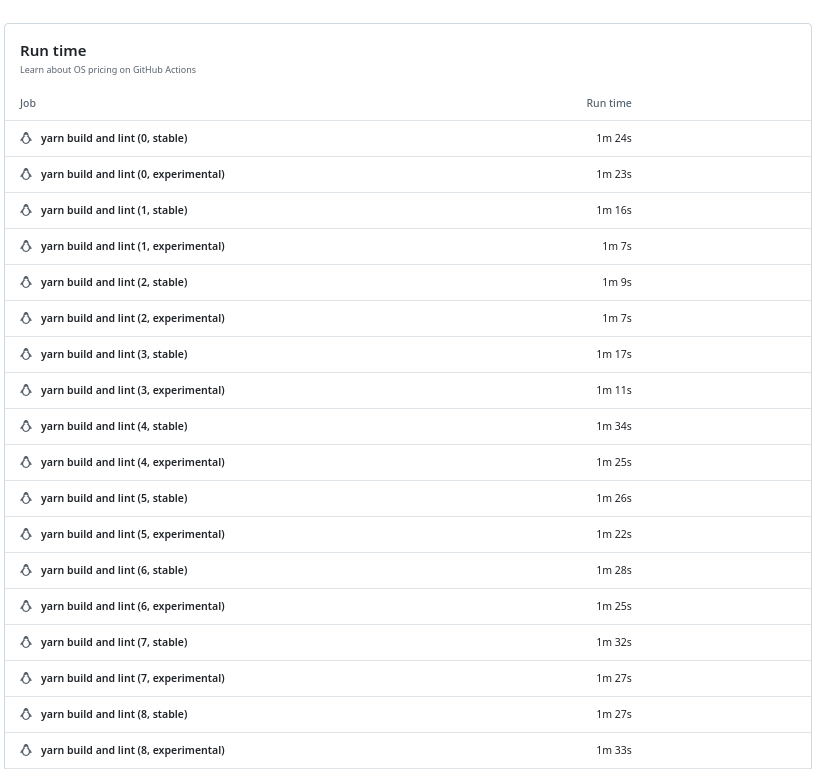 Run time
Learn about OS pricing on GitHub Actions
Job Run time
yarn build and lint (0, stable) 1m 24s
yarn build and lint (0, experimental) 1m 23s
yarn build and lint (1, stable) 1m 16s
yarn build and lint (1, experimental) 1m 7s
yarn build and lint (2, stable) 1m 9s
yarn build and lint (2, experimental) 1m 7s
yarn build and lint (3, stable) 1m 17s
yarn build and lint (3, experimental) 1m 11s
yarn build and lint (4, stable) 1m 34s
yarn build and lint (4, experimental) 1m 25s
yarn build and lint (5, stable) 1m 26s
yarn build and lint (5, experimental) 1m 22s
yarn build and lint (6, stable) 1m 28s
yarn build and lint (6, experimental) 1m 25s
yarn build and lint (7, stable) 1m 32s
yarn build and lint (7, experimental) 1m 27s
yarn build and lint (8, stable) 1m 27s
yarn build and lint (8, experimental) 1m 33s